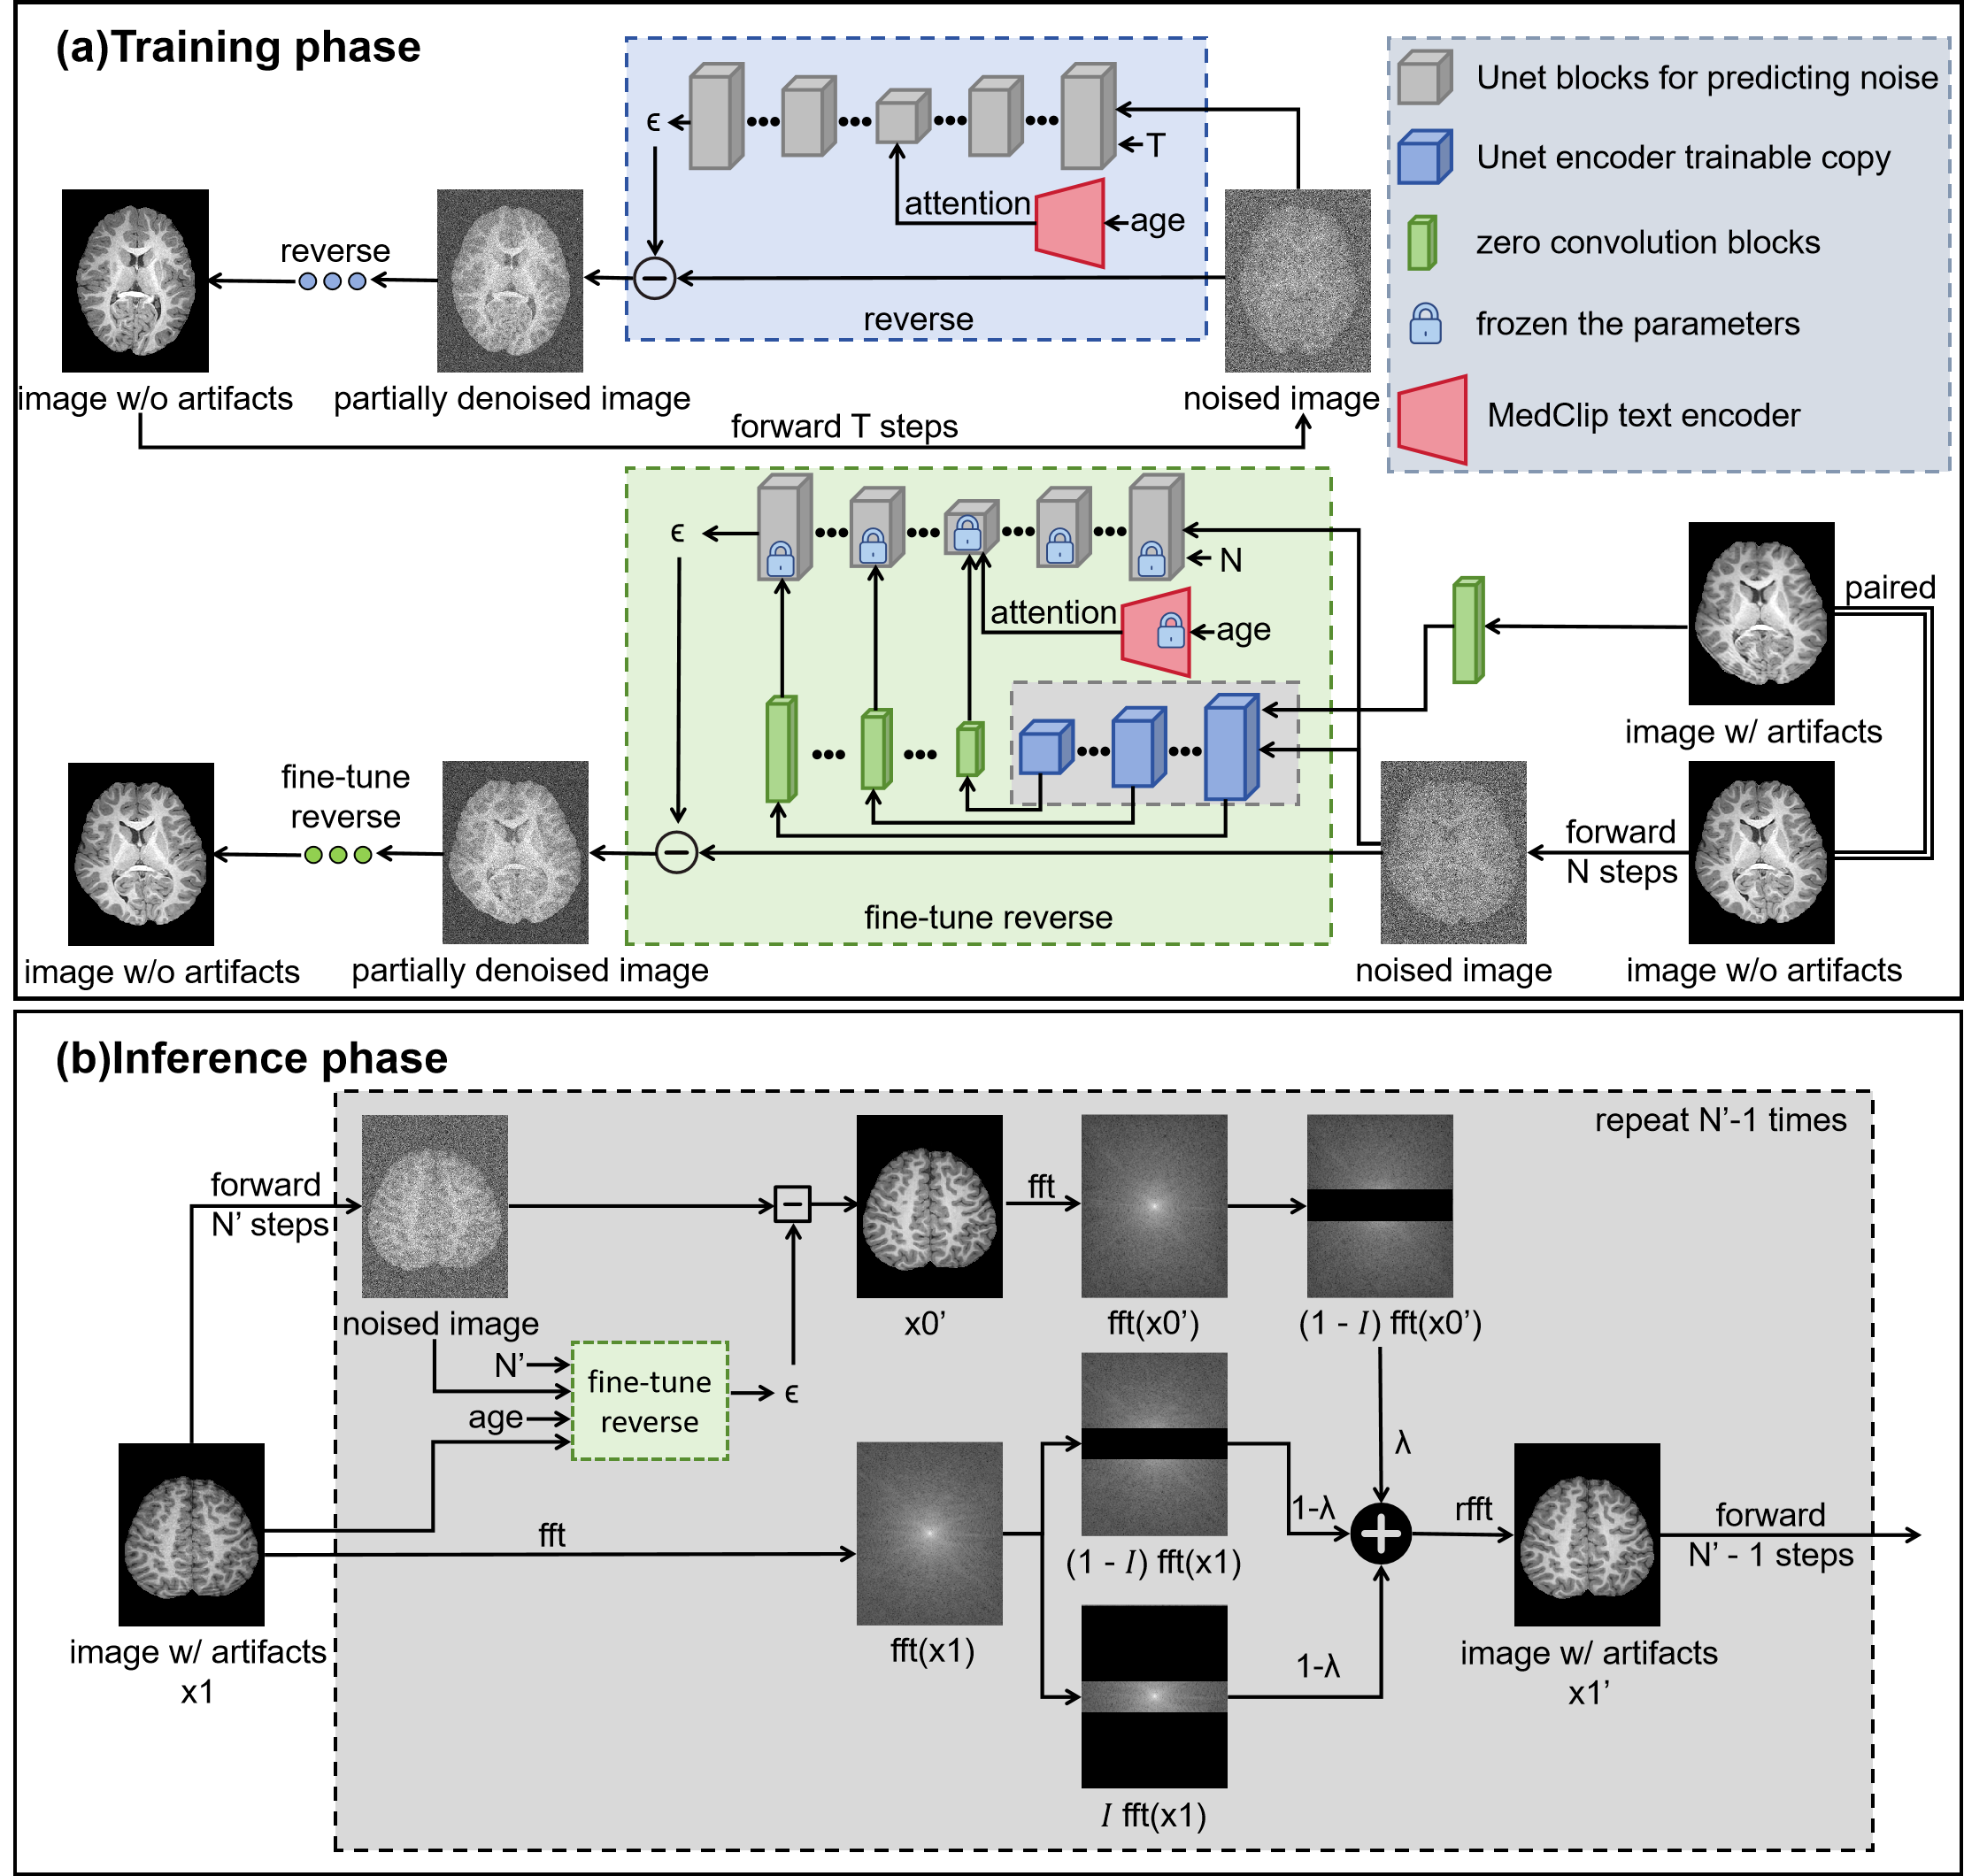 (a)Training phase
Unet blocks for predicting noise
Unet encoder trainable copy
zero convolution blocks
frozen the parameters
MedClip text encoder
ϵ
T
attention
age
reverse
reverse
image w/o artifacts
partially denoised image
noised image
forward T steps
ϵ
N
attention
age
paired
image w/ artifacts
fine-tune
reverse
forward
N steps
fine-tune reverse
image w/o artifacts
partially denoised image
noised image
image w/o artifacts
(b)Inference phase
repeat N’-1 times
forward
N’ steps
fft
noised image
x0’
fft(x0’)
(1 - I) fft(x0’)
N’
fine-tune
reverse
age
ϵ
λ
1-λ
rfft
forward
N’ - 1 steps
fft
(1 - I) fft(x1)
fft(x1)
1-λ
image w/ artifacts
x1
image w/ artifacts
x1’
I fft(x1)